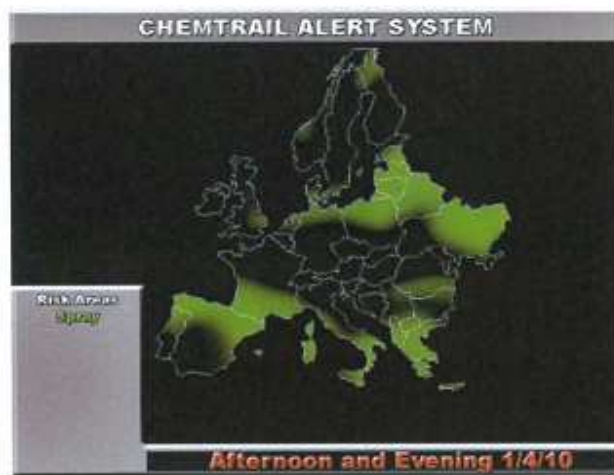 CHEMTRAIL ALERT SYSTEM
Risk Areas
Spray
Afternoon and Evening 1/4/10